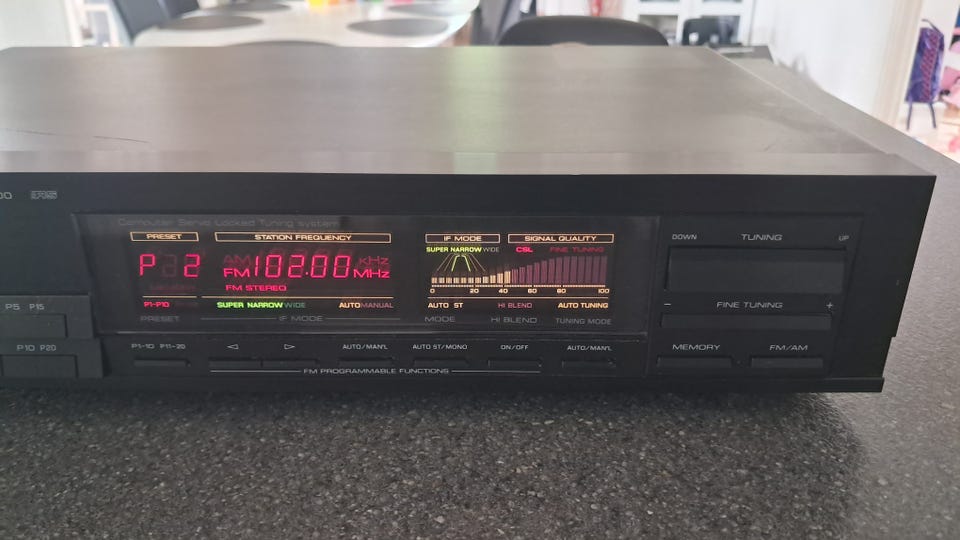 00 RS
Computer Servo Locked Tuning system
PRESET STATION FREQUENCY IF MODE SIGNAL QUALITY DOWN TUNING UP
SUPER NARROW WIDE CSL FINE TUNING
P 2 AM FM 102.00 KHz MHz
FM STEREO
0 20 40 60 80 100
P1-P10 SUPER NARROW WIDE AUTO MANUAL AUTO ST HI BLEND AUTO TUNING
- FINE TUNING +
P5 P15
PRESET IF MODE MODE HI BLEND TUNING MODE
P10 P20 P1-10 P11-20 AUTO/MAN'L AUTO ST/MONO ON/OFF AUTO/MAN'L MEMORY FM/AM
FM PROGRAMMABLE FUNCTIONS